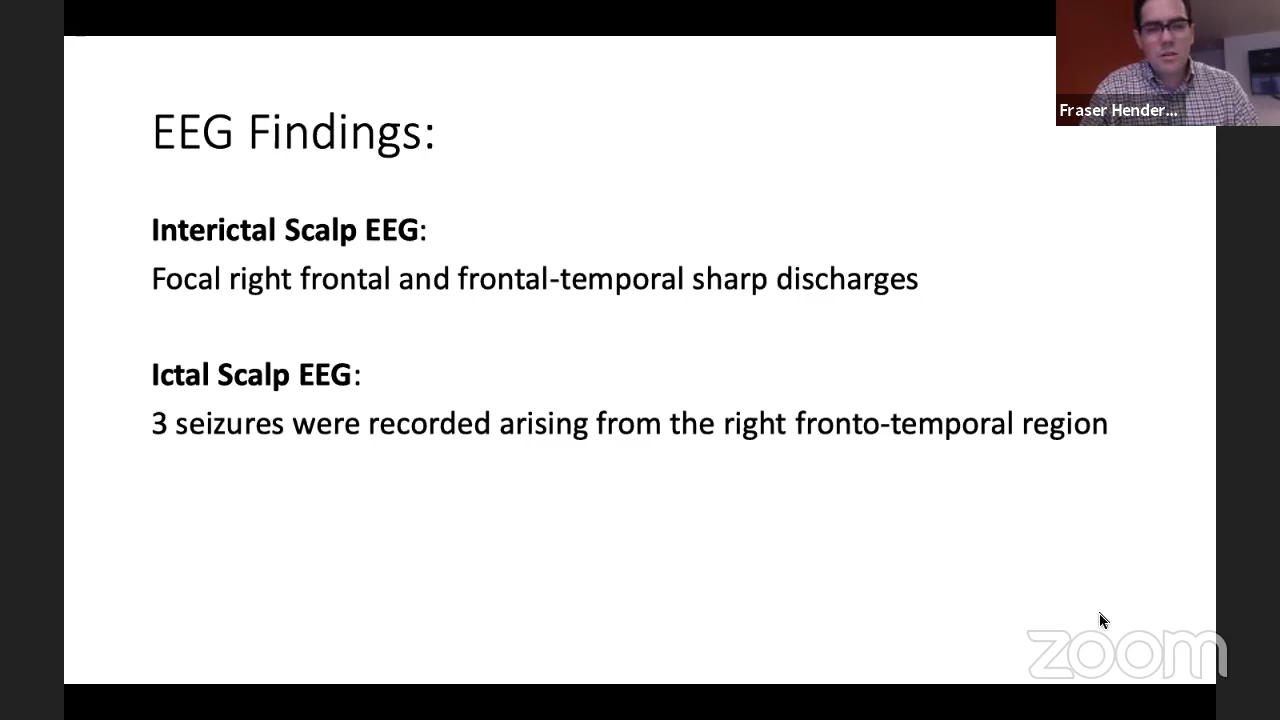 Fraser Hender...
EEG Findings:
Interictal Scalp EEG:
Focal right frontal and frontal-temporal sharp discharges
Ictal Scalp EEG:
3 seizures were recorded arising from the right fronto-temporal region
zoom